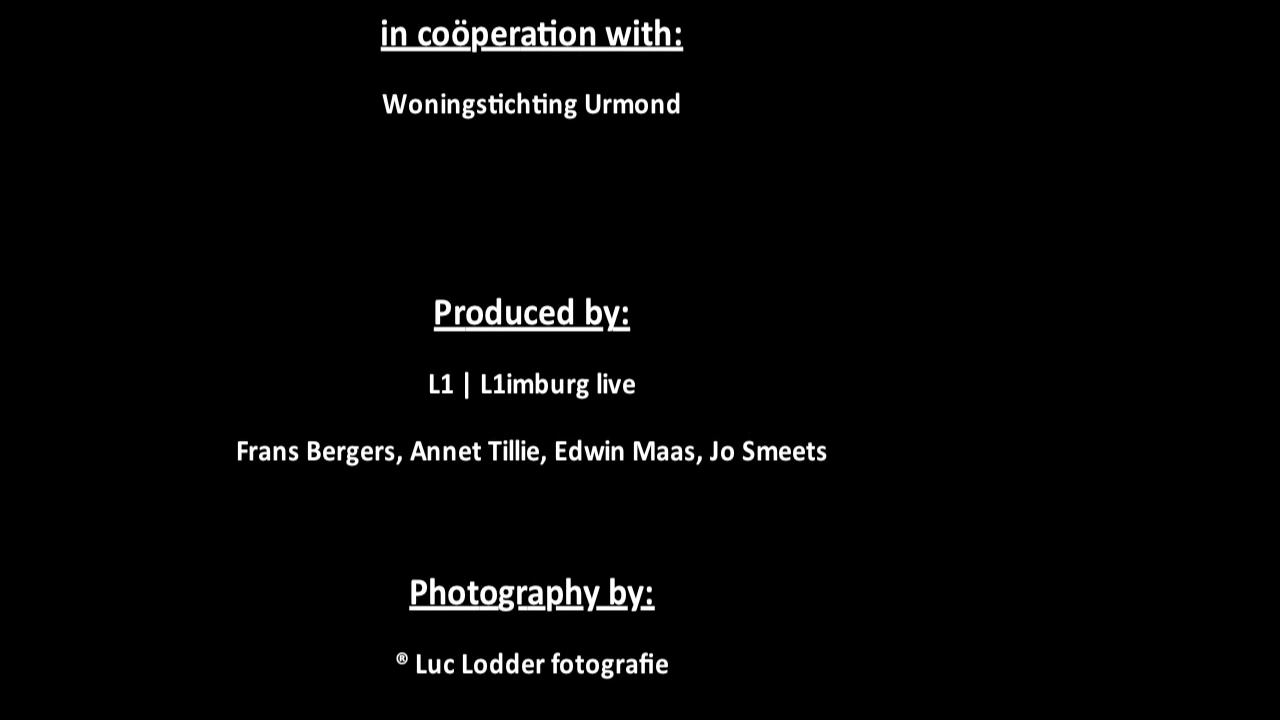 in coöperation with:
Woningstichting Urmond
Produced by:
L1 | L1imburg live
Frans Bergers, Annet Tillie, Edwin Maas, Jo Smeets
Photography by:
® Luc Lodder fotografie